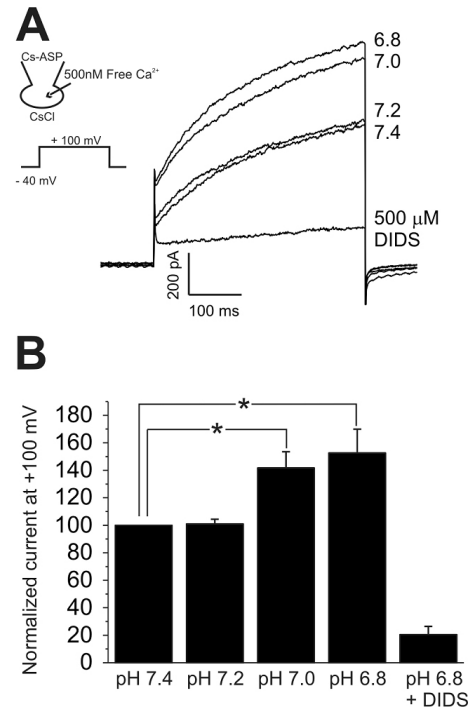 A
Cs-ASP
500nM Free Ca²⁺
CsCl
+ 100 mV
- 40 mV
6.8
7.0
7.2
7.4
500 µM
DIDS
200 pA
100 ms
B
Normalized current at +100 mV
180
160
140
120
100
80
60
40
20
0
*
*
pH 7.4
pH 7.2
pH 7.0
pH 6.8
pH 6.8
+ DIDS